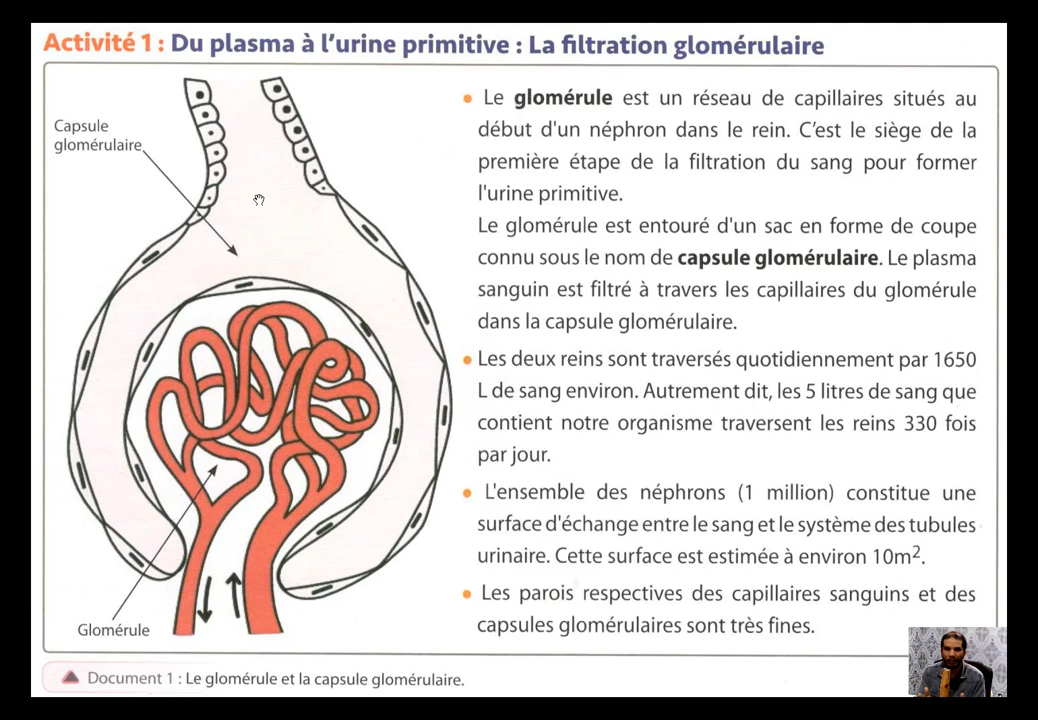 Activité 1 : Du plasma à l'urine primitive : La filtration glomérulaire
Capsule
glomérulaire
Glomérule
• Le glomérule est un réseau de capillaires situés au
début d'un néphron dans le rein. C'est le siège de la
première étape de la filtration du sang pour former
l'urine primitive.
Le glomérule est entouré d'un sac en forme de coupe
connu sous le nom de capsule glomérulaire. Le plasma
sanguin est filtré à travers les capillaires du glomérule
dans la capsule glomérulaire.
• Les deux reins sont traversés quotidiennement par 1650
L de sang environ. Autrement dit, les 5 litres de sang que
contient notre organisme traversent les reins 330 fois
par jour.
• L'ensemble des néphrons (1 million) constitue une
surface d'échange entre le sang et le système des tubules
urinaire. Cette surface est estimée à environ 10m².
• Les parois respectives des capillaires sanguins et des
capsules glomérulaires sont très fines.
Document 1 : Le glomérule et la capsule glomérulaire.